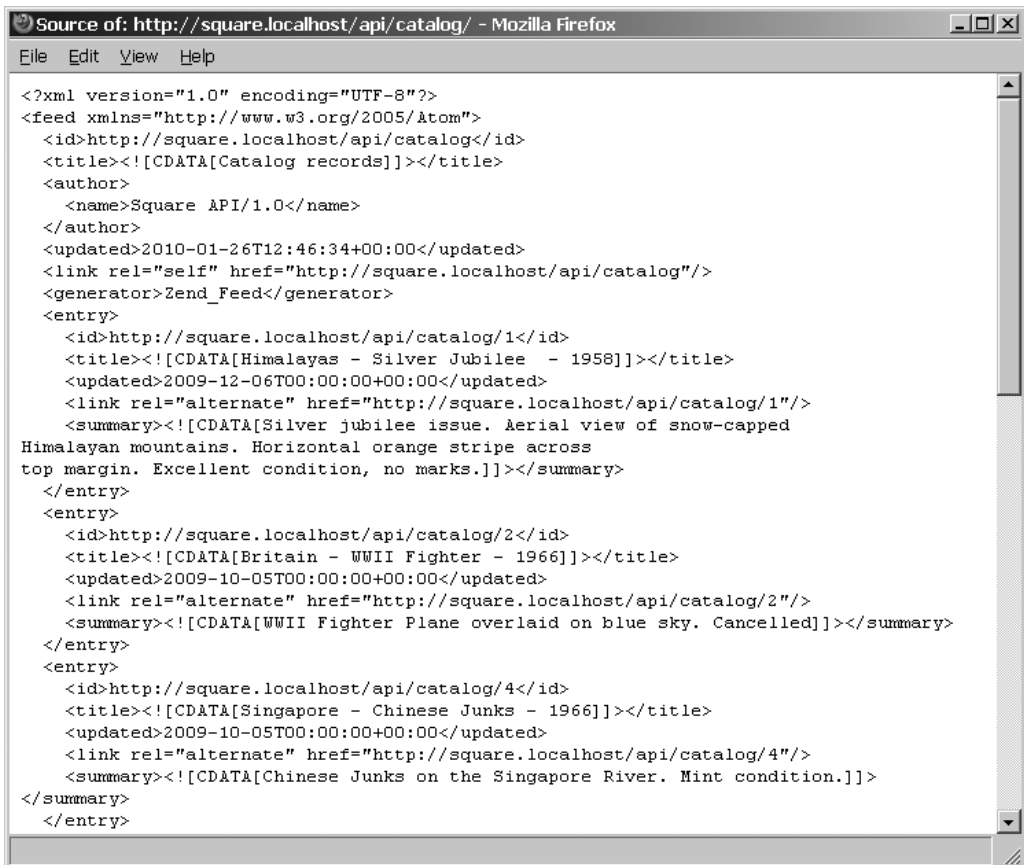 Source of: http://square.localhost/api/catalog/ - Mozilla Firefox
File Edit View Help
<?xml version="1.0" encoding="UTF-8"?>
<feed xmlns="http://www.w3.org/2005/Atom">
  <id>http://square.localhost/api/catalog</id>
  <title><![CDATA[Catalog records]]></title>
  <author>
    <name>Square API/1.0</name>
  </author>
  <updated>2010-01-26T12:46:34+00:00</updated>
  <link rel="self" href="http://square.localhost/api/catalog"/>
  <generator>Zend_Feed</generator>
  <entry>
    <id>http://square.localhost/api/catalog/1</id>
    <title><![CDATA[Himalayas - Silver Jubilee  - 1958]]></title>
    <updated>2009-12-06T00:00:00+00:00</updated>
    <link rel="alternate" href="http://square.localhost/api/catalog/1"/>
    <summary><![CDATA[Silver jubilee issue. Aerial view of snow-capped
Himalayan mountains. Horizontal orange stripe across
top margin. Excellent condition, no marks.]]></summary>
  </entry>
  <entry>
    <id>http://square.localhost/api/catalog/2</id>
    <title><![CDATA[Britain - WWII Fighter - 1966]]></title>
    <updated>2009-10-05T00:00:00+00:00</updated>
    <link rel="alternate" href="http://square.localhost/api/catalog/2"/>
    <summary><![CDATA[WWII Fighter Plane overlaid on blue sky. Cancelled]]></summary>
  </entry>
  <entry>
    <id>http://square.localhost/api/catalog/4</id>
    <title><![CDATA[Singapore - Chinese Junks - 1966]]></title>
    <updated>2009-10-05T00:00:00+00:00</updated>
    <link rel="alternate" href="http://square.localhost/api/catalog/4"/>
    <summary><![CDATA[Chinese Junks on the Singapore River. Mint condition.]]>
</summary>
  </entry>